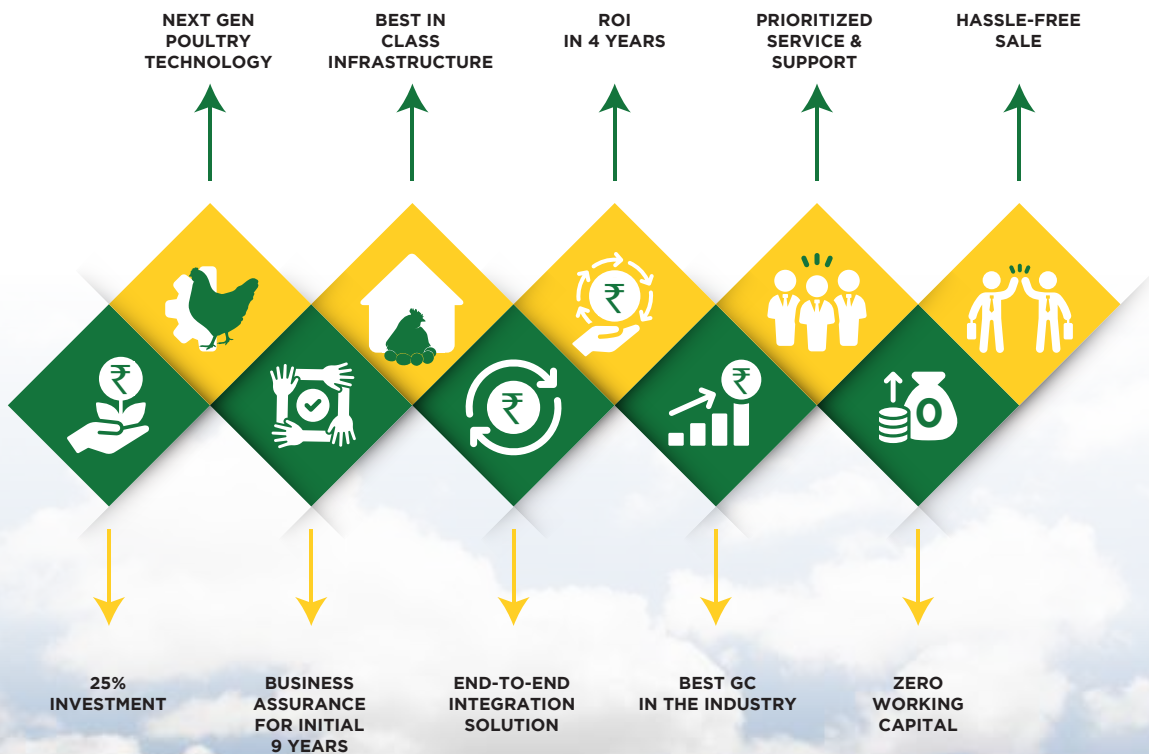 NEXT GEN
POULTRY
TECHNOLOGY
BEST IN
CLASS
INFRASTRUCTURE
ROI
IN 4 YEARS
PRIORITIZED
SERVICE &
SUPPORT
HASSLE-FREE
SALE
₹
₹
₹
₹
0
25%
INVESTMENT
BUSINESS
ASSURANCE
FOR INITIAL
9 YEARS
END-TO-END
INTEGRATION
SOLUTION
BEST GC
IN THE INDUSTRY
ZERO
WORKING
CAPITAL